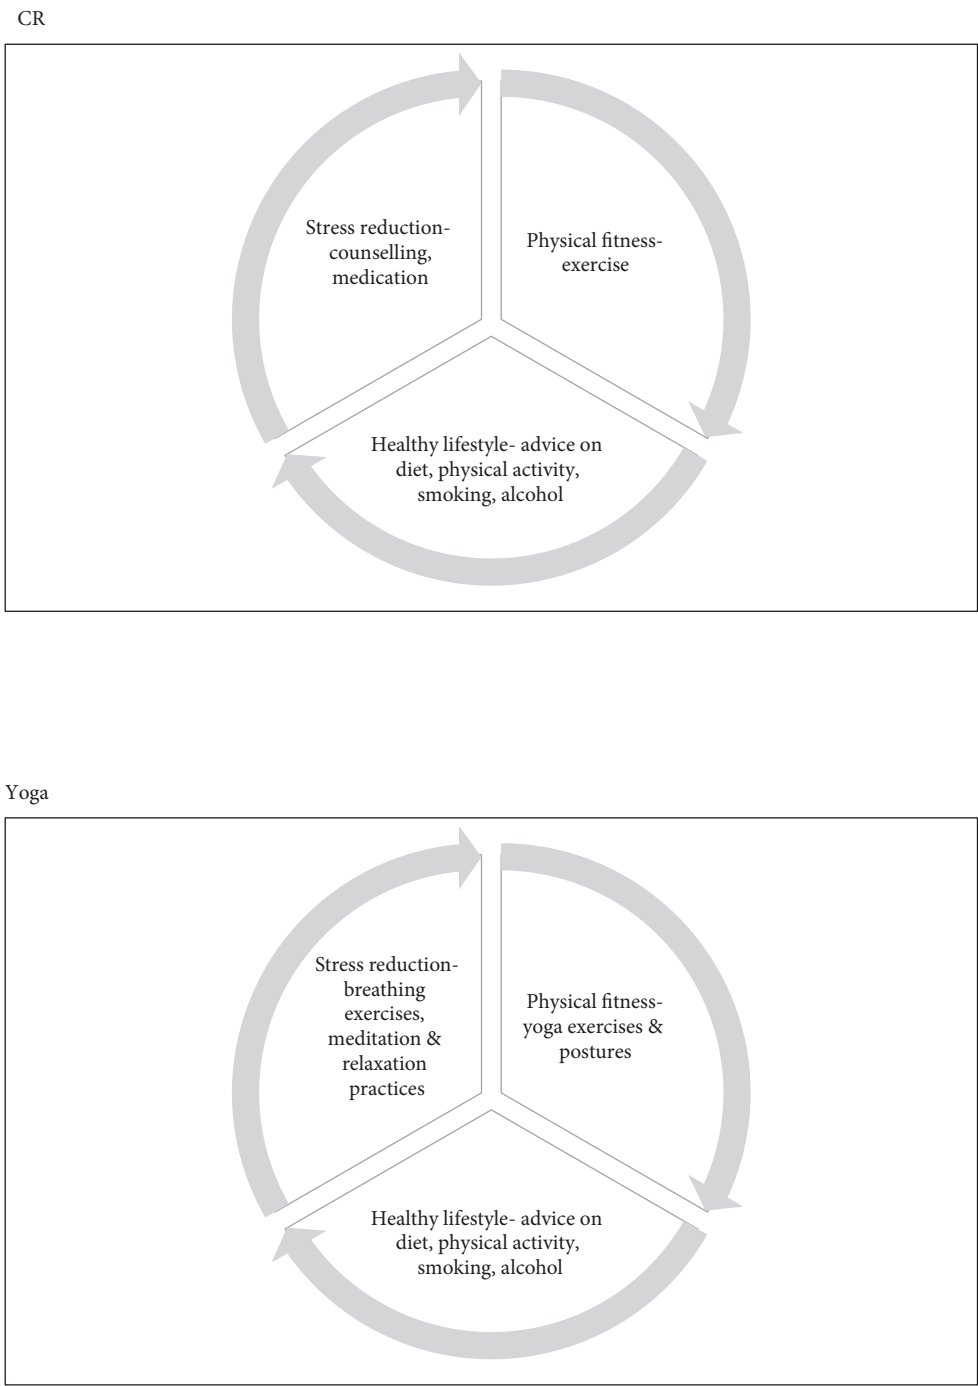 CR
Stress reduction-
counselling,
medication
Physical fitness-
exercise
Healthy lifestyle- advice on
diet, physical activity,
smoking, alcohol
Yoga
Stress reduction-
breathing
exercises,
meditation &
relaxation
practices
Physical fitness-
yoga exercises &
postures
Healthy lifestyle- advice on
diet, physical activity,
smoking, alcohol